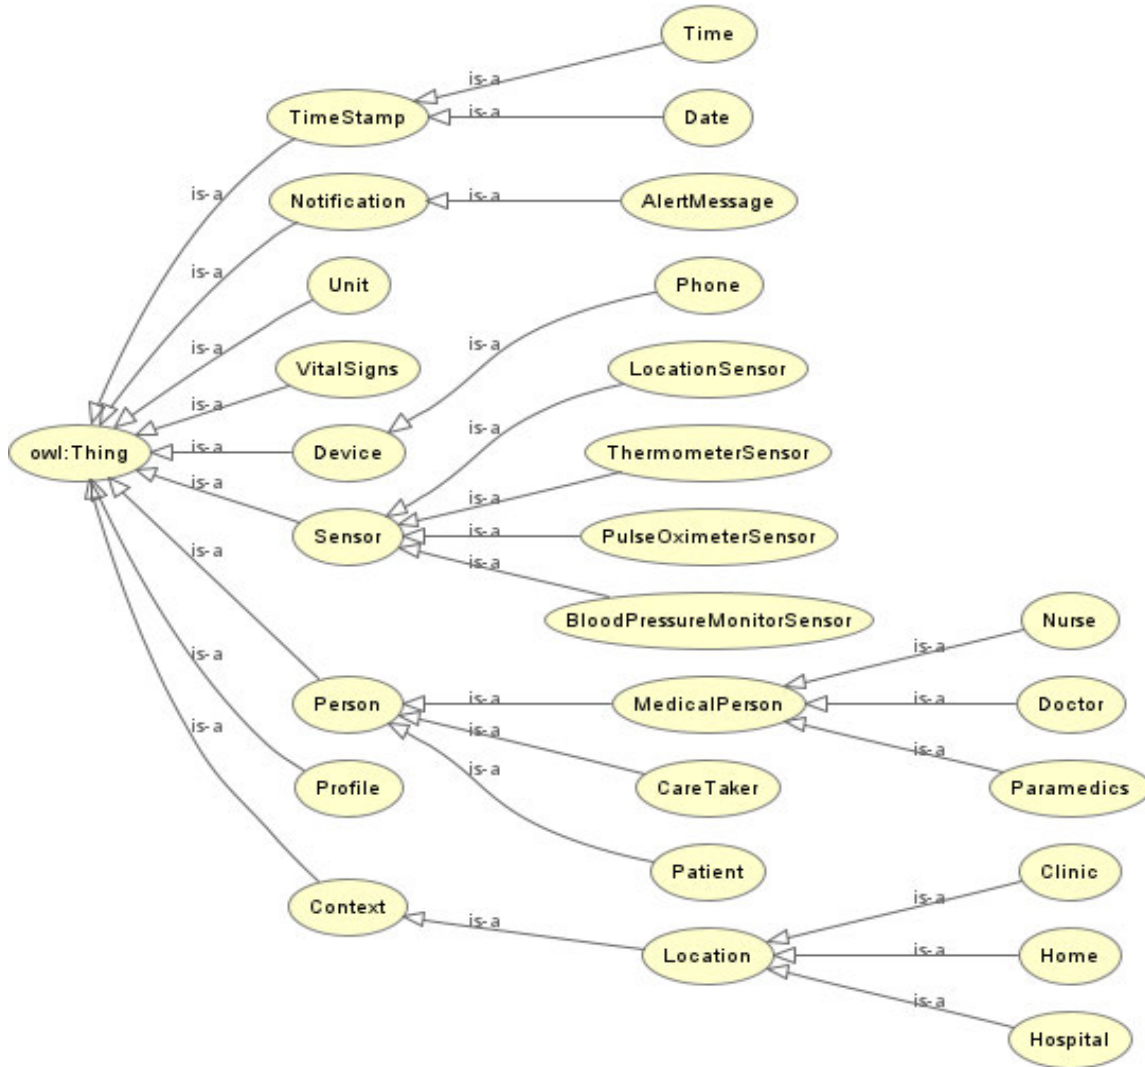 Time
is-a
TimeStamp
is-a
Date
is-a
Notification
is-a
AlertMessage
is-a
Unit
Phone
is-a
is-a
VitalSigns
LocationSensor
is-a
is-a
owl:Thing
is-a
Device
ThermometerSensor
is-a
is-a
Sensor
is-a
PulseOximeterSensor
is-a
is-a
BloodPressureMonitorSensor
Nurse
is-a
Person
is-a
MedicalPerson
is-a
Doctor
is-a
is-a
Profile
is-a
CareTaker
is-a
Paramedics
is-a
Patient
Clinic
is-a
Context
is-a
Location
is-a
Home
is-a
Hospital